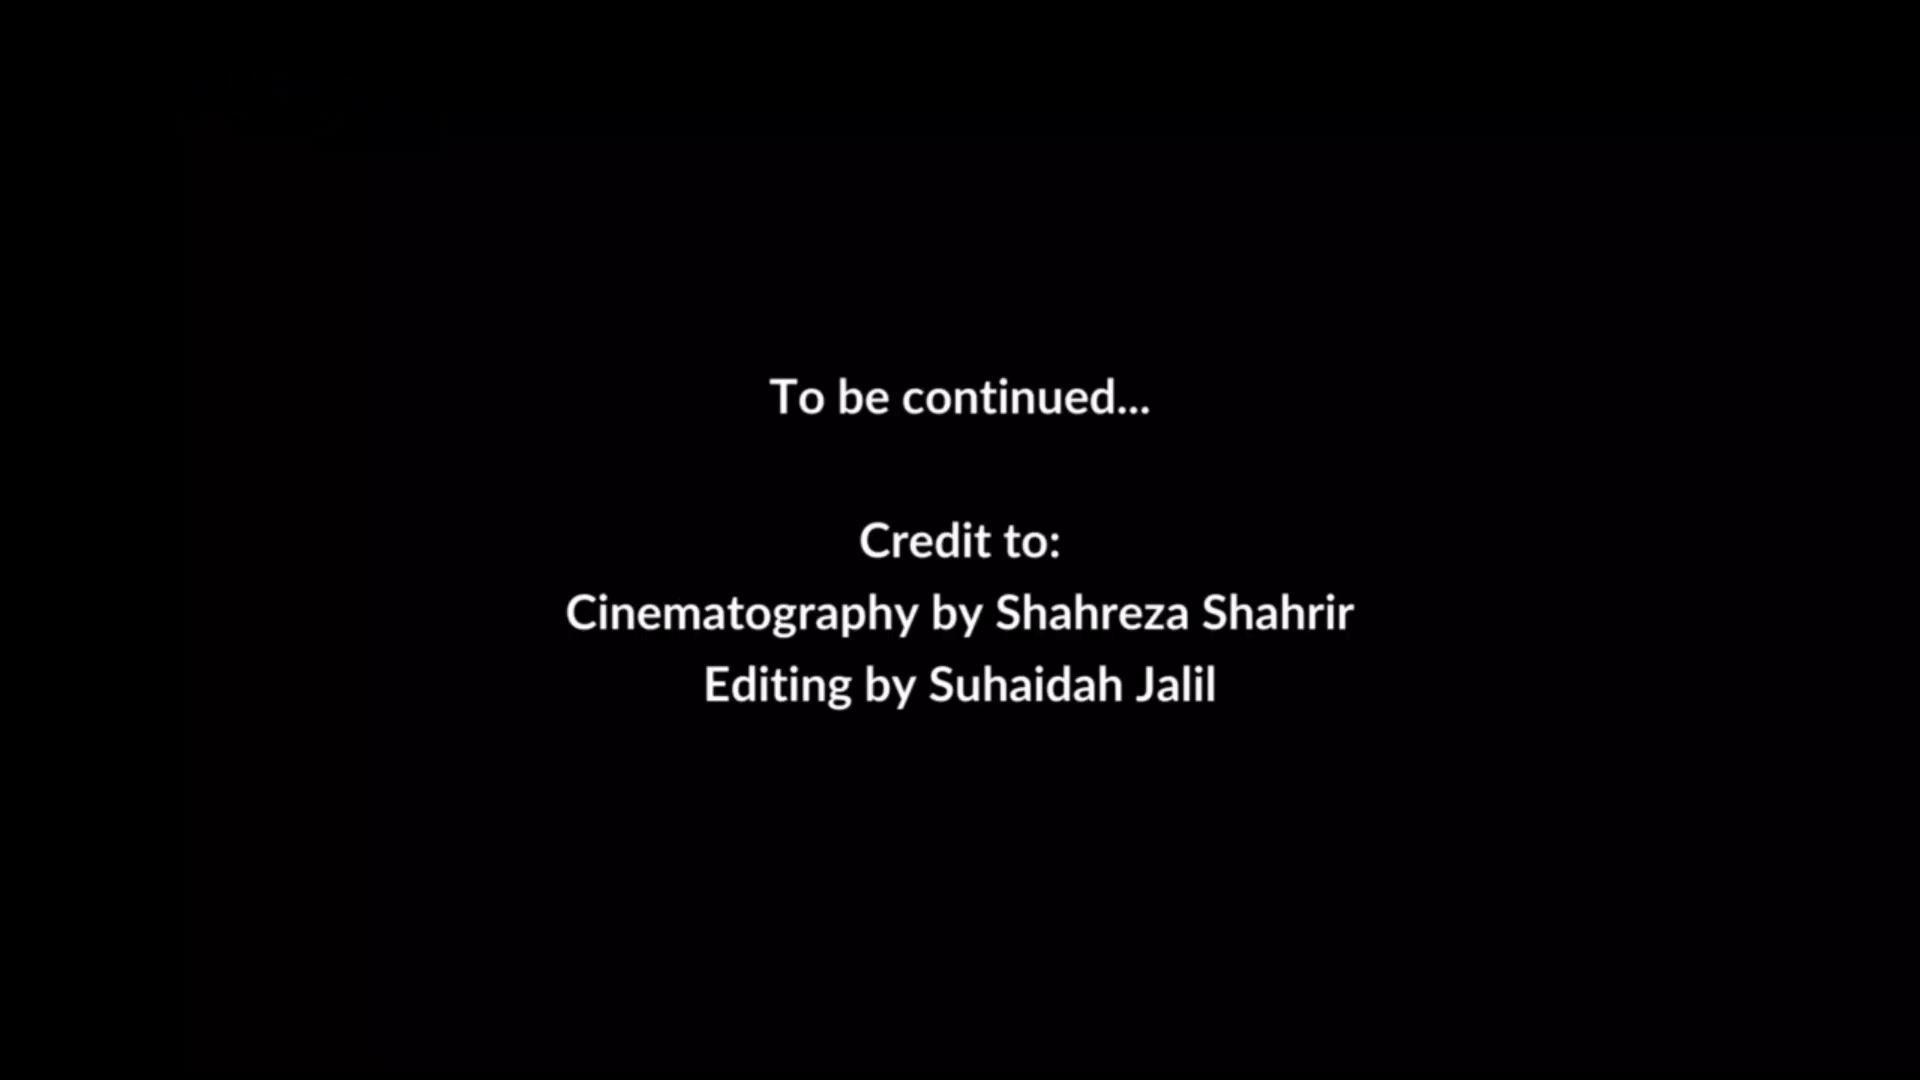 To be continued...
Credit to:
Cinematography by Shahreza Shahrir
Editing by Suhaidah Jalil